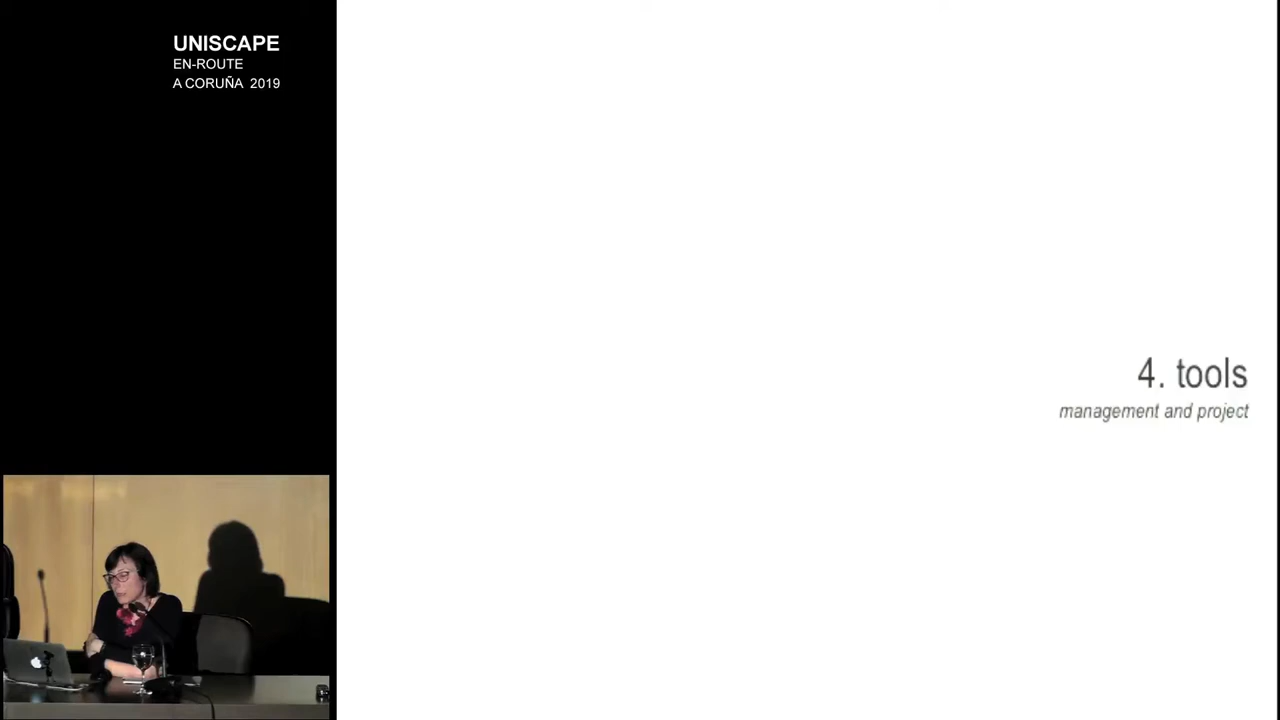 UNISCAPE
EN-ROUTE
A CORUÑA 2019
4. tools
management and project